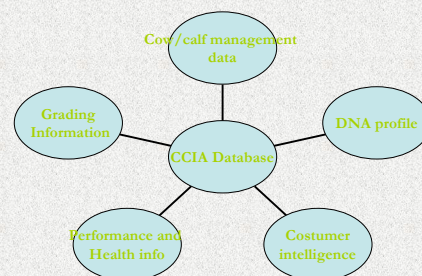 Cow/calf management
data
Grading
Information
DNA profile
CCIA Database
Performance and
Health info
Costumer
intelligence